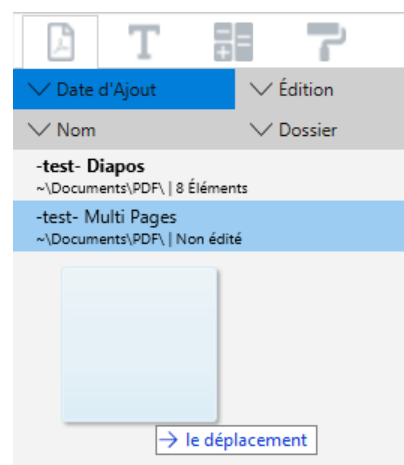 T
Date d'Ajout
Édition
Nom
Dossier
-test- Diapos
~\Documents\PDF\ | 8 Éléments
-test- Multi Pages
~\Documents\PDF\ | Non édité
→ le déplacement